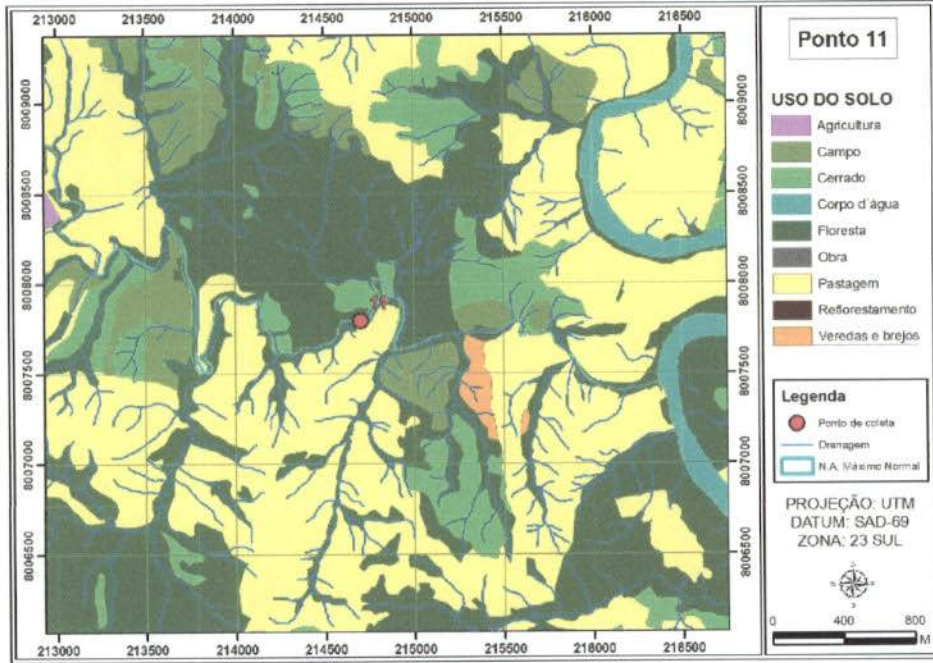 213000 213500 214000 214500 215000 215500 216000 216500
8009000
8008500
8008000
8007500
8007000
8006500
11
8009000
8008500
8008000
8007500
8007000
8006500
213000 213500 214000 214500 215000 215500 216000 216500
Ponto 11
USO DO SOLO
Agricultura
Campo
Cerrado
Corpo d'água
Floresta
Obra
Pastagem
Reflorestamento
Veredas e brejos
Legenda
Ponto de coleta
Drenagem
N.A. Máximo Normal
PROJEÇÃO: UTM
DATUM: SAD-69
ZONA: 23 SUL
0 400 800
M